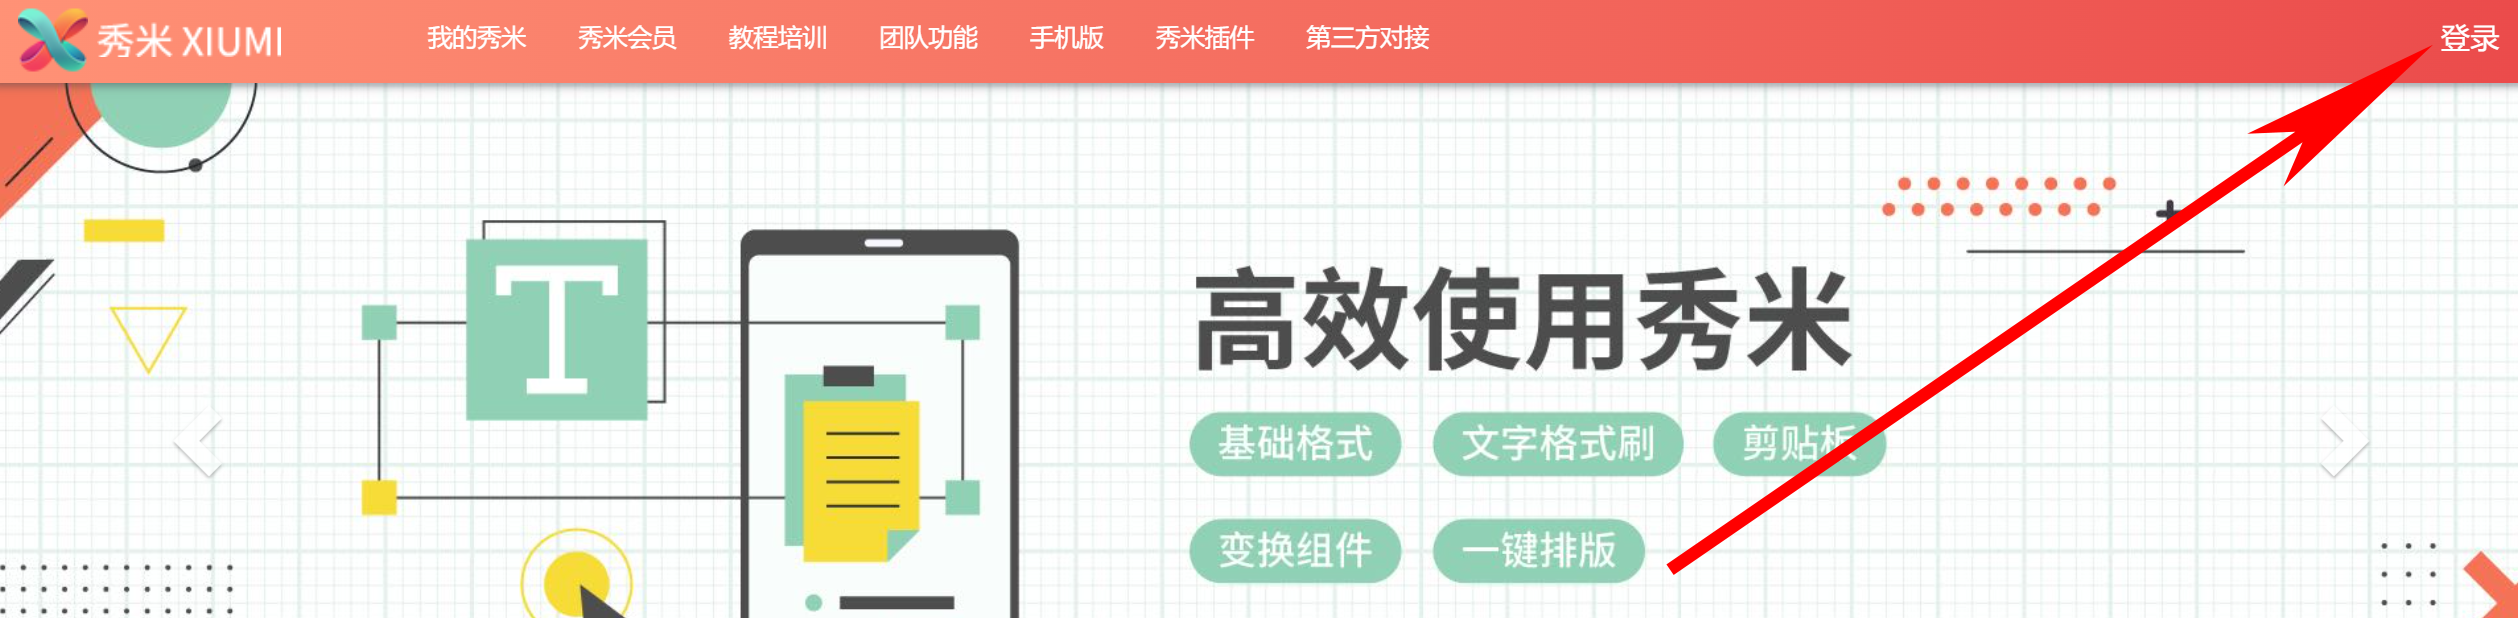 秀米 XIUMI 我的秀米 秀米会员 教程培训 团队功能 手机版 秀米插件 第三方对接 登录
T
高效使用秀米
基础格式 文字格式刷 剪贴板
变换组件 一键排版